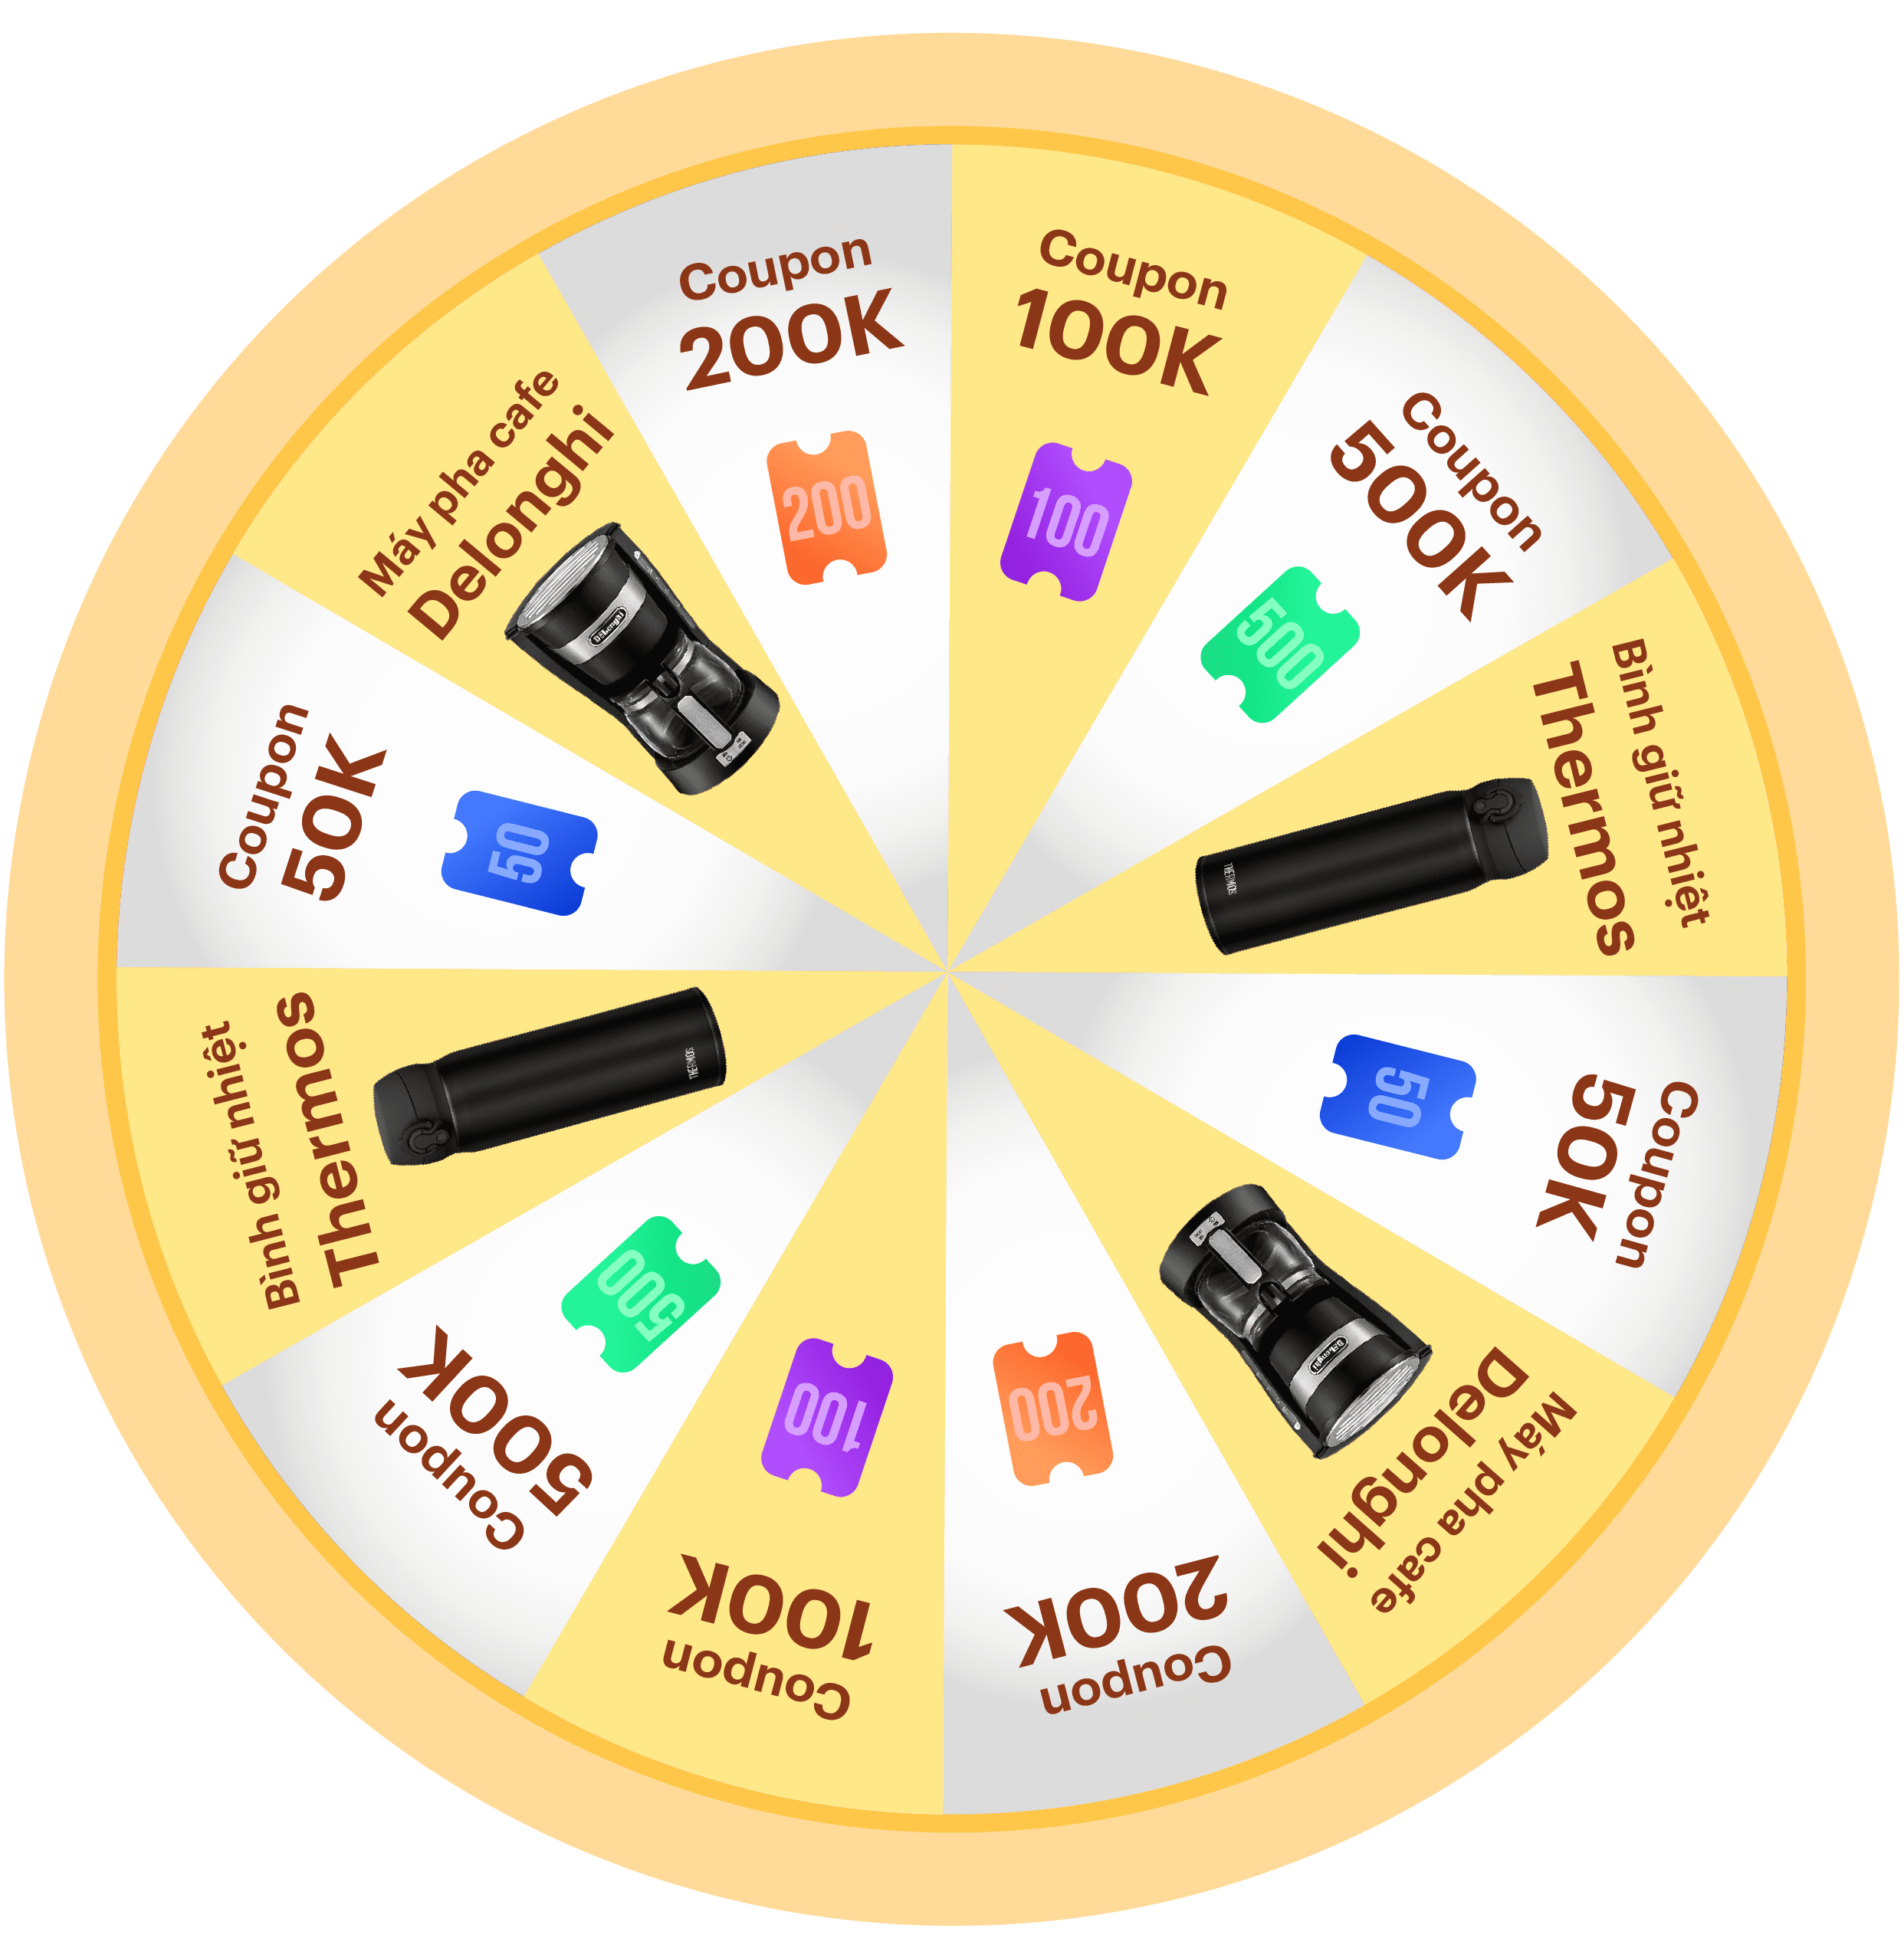 Coupon
200K
200
Coupon
100K
100
Coupon
500K
500
Bình giữ nhiệt
Thermos
THERMOS
Coupon
50K
50
Máy pha cafe
Delonghi
DeLonghi
Coupon
200K
200
Coupon
100K
100
Coupon
500K
500
Bình giữ nhiệt
Thermos
THERMOS
Coupon
50K
50
Máy pha cafe
Delonghi
DeLonghi